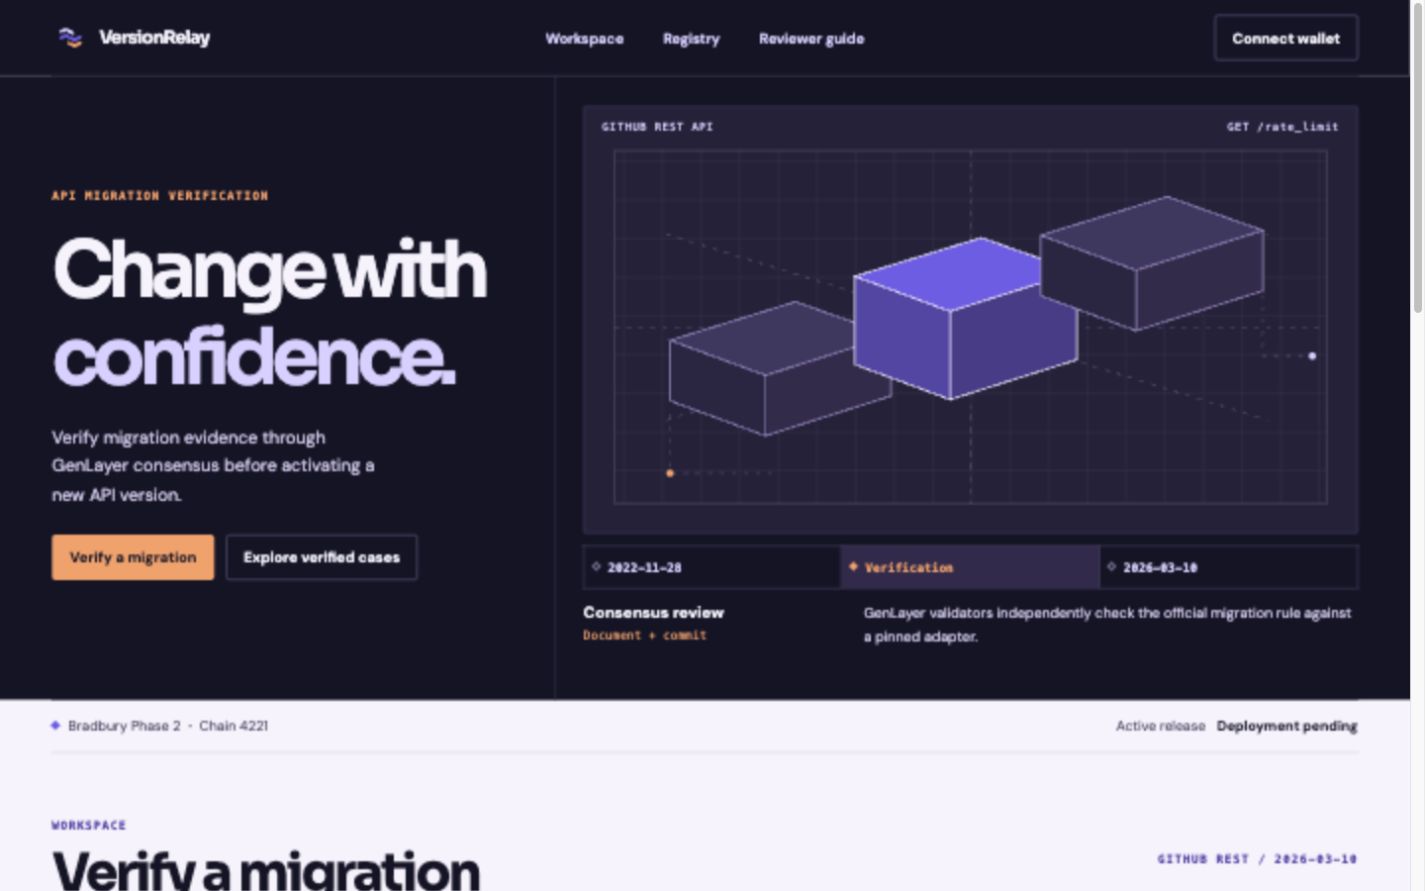 VersionRelay
Workspace Registry Reviewer guide
Connect wallet
API MIGRATION VERIFICATION
Change with
confidence.
Verify migration evidence through
GenLayer consensus before activating a
new API version.
Verify a migration
Explore verified cases
GITHUB REST API
GET /rate_limit
2022-11-28
Verification
2026-03-10
Consensus review
Document + commit
GenLayer validators independently check the official migration rule against
a pinned adapter.
Bradbury Phase 2 - Chain 4221
Active release Deployment pending
WORKSPACE
Verify a migration
GITHUB REST / 2026-03-10